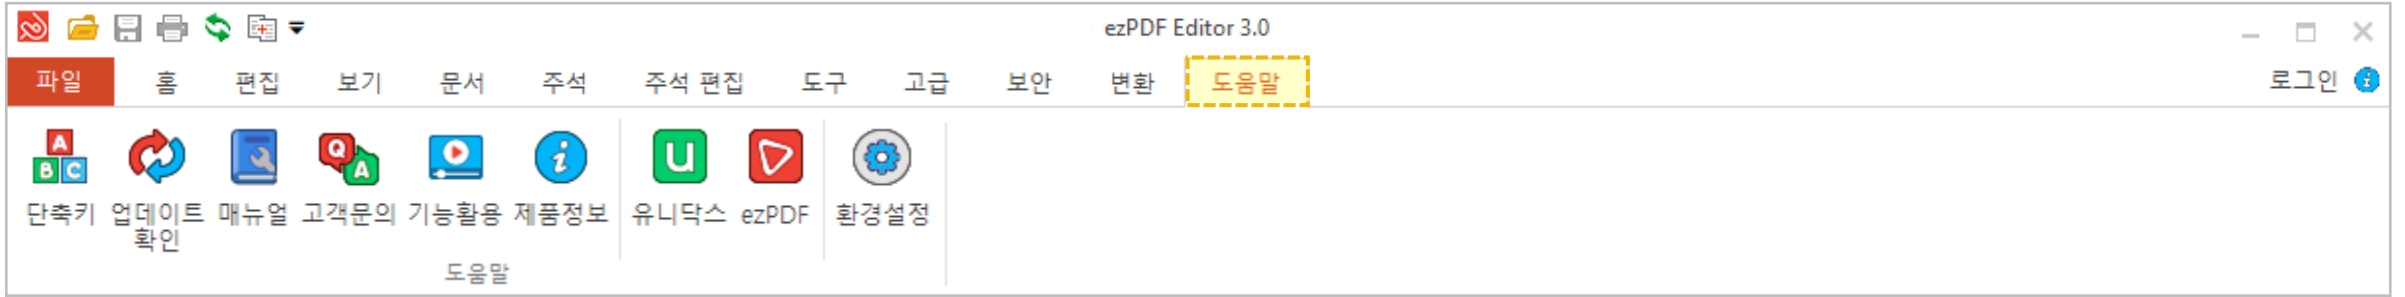 ezPDF Editor 3.0
파일 홈 편집 보기 문서 주석 주석 편집 도구 고급 보안 변환 도움말 로그인
A
B C
Q
A
u
단축키 업데이트 확인 매뉴얼 고객문의 기능활용 제품정보 유니닥스 ezPDF 환경설정
도움말